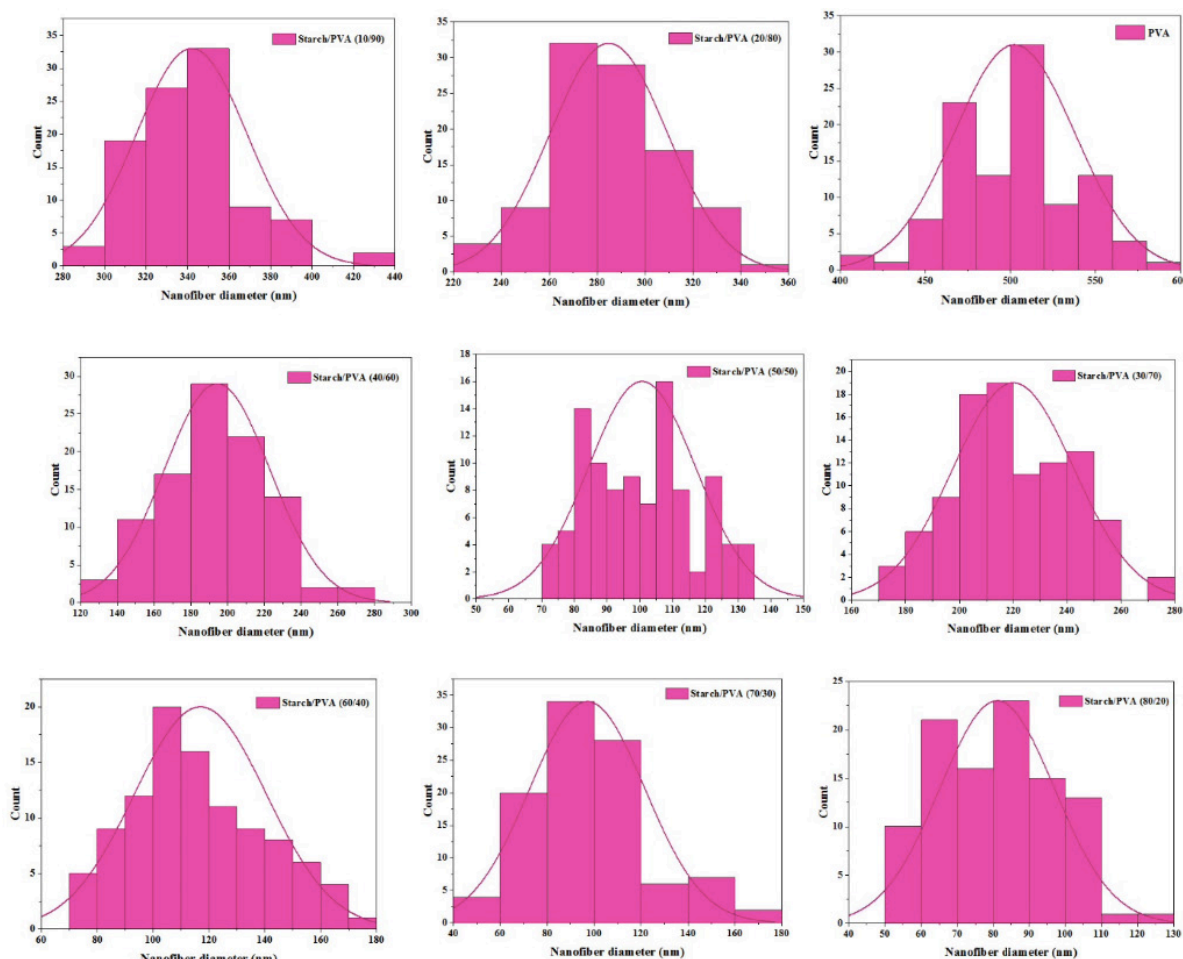 Starch/PVA (10/90)
Count
35
30
25
20
15
10
5
0
280 300 320 340 360 380 400 420 440
Nanofiber diameter (nm)
Starch/PVA (20/80)
Count
35
30
25
20
15
10
5
0
220 240 260 280 300 320 340 360
Nanofiber diameter (nm)
PVA
Count
35
30
25
20
15
10
5
0
400 450 500 550 600
Nanofiber diameter (nm)
Starch/PVA (40/60)
Count
30
25
20
15
10
5
0
120 140 160 180 200 220 240 260 280 300
Nanofiber diameter (nm)
Starch/PVA (50/50)
Count
18
16
14
12
10
8
6
4
2
0
50 60 70 80 90 100 110 120 130 140 150
Nanofiber diameter (nm)
Starch/PVA (30/70)
Count
20
18
16
14
12
10
8
6
4
2
0
160 180 200 220 240 260 280
Nanofiber diameter (nm)
Starch/PVA (60/40)
Count
20
15
10
5
0
60 80 100 120 140 160 180
Nanofiber diameter (nm)
Starch/PVA (70/30)
Count
35
30
25
20
15
10
5
0
40 60 80 100 120 140 160 180
Nanofiber diameter (nm)
Starch/PVA (80/20)
Count
25
20
15
10
5
0
40 50 60 70 80 90 100 110 120 130
Nanofiber diameter (nm)